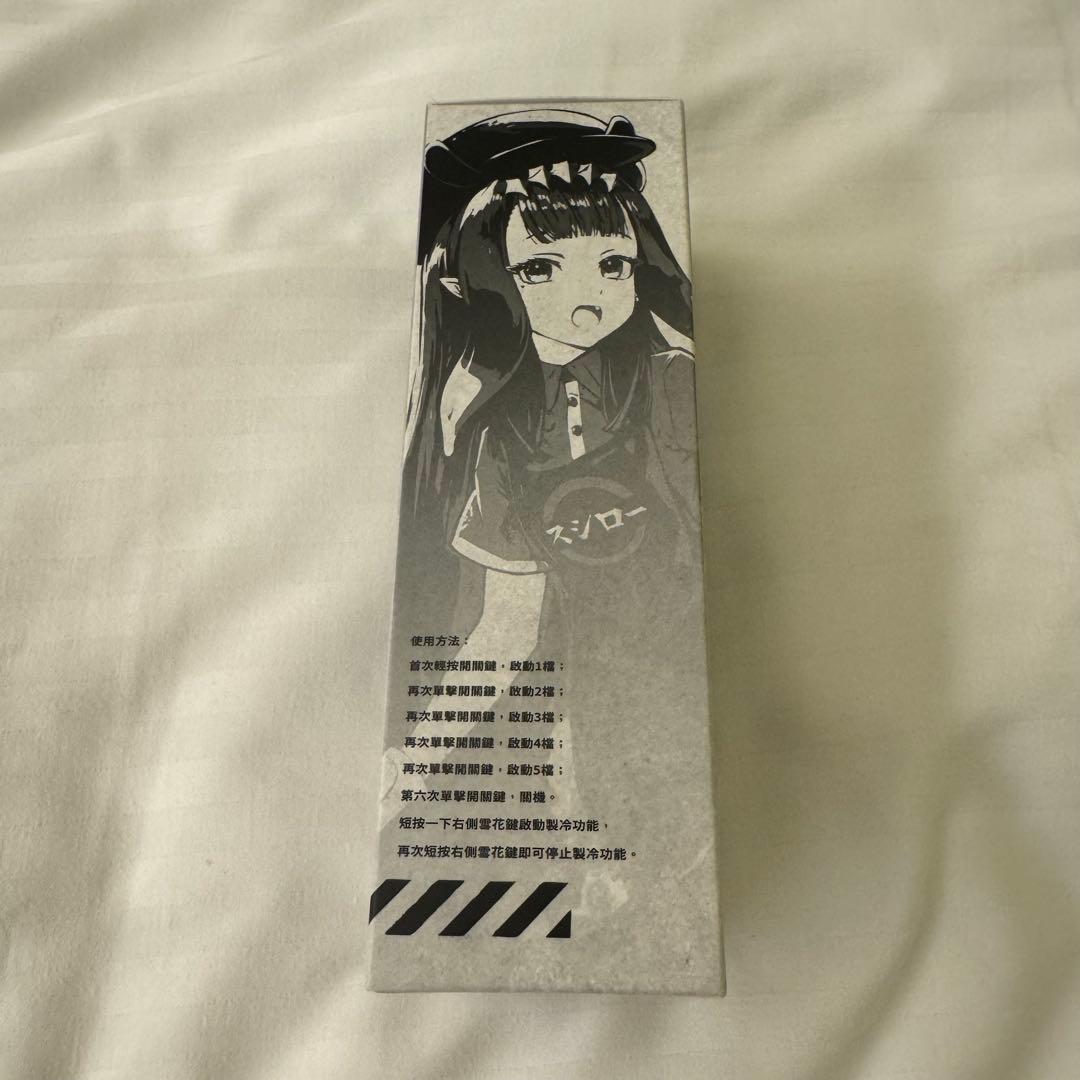 スシロー
使用方法：
首次輕按開關鍵，啟動1檔；
再次單擊開關鍵，啟動2檔；
再次單擊開關鍵，啟動3檔；
再次單擊開關鍵，啟動4檔；
再次單擊開關鍵，啟動5檔；
第六次單擊開關鍵，關機。
短按一下右側雪花鍵啟動製冷功能，
再次短按右側雪花鍵即可停止製冷功能。